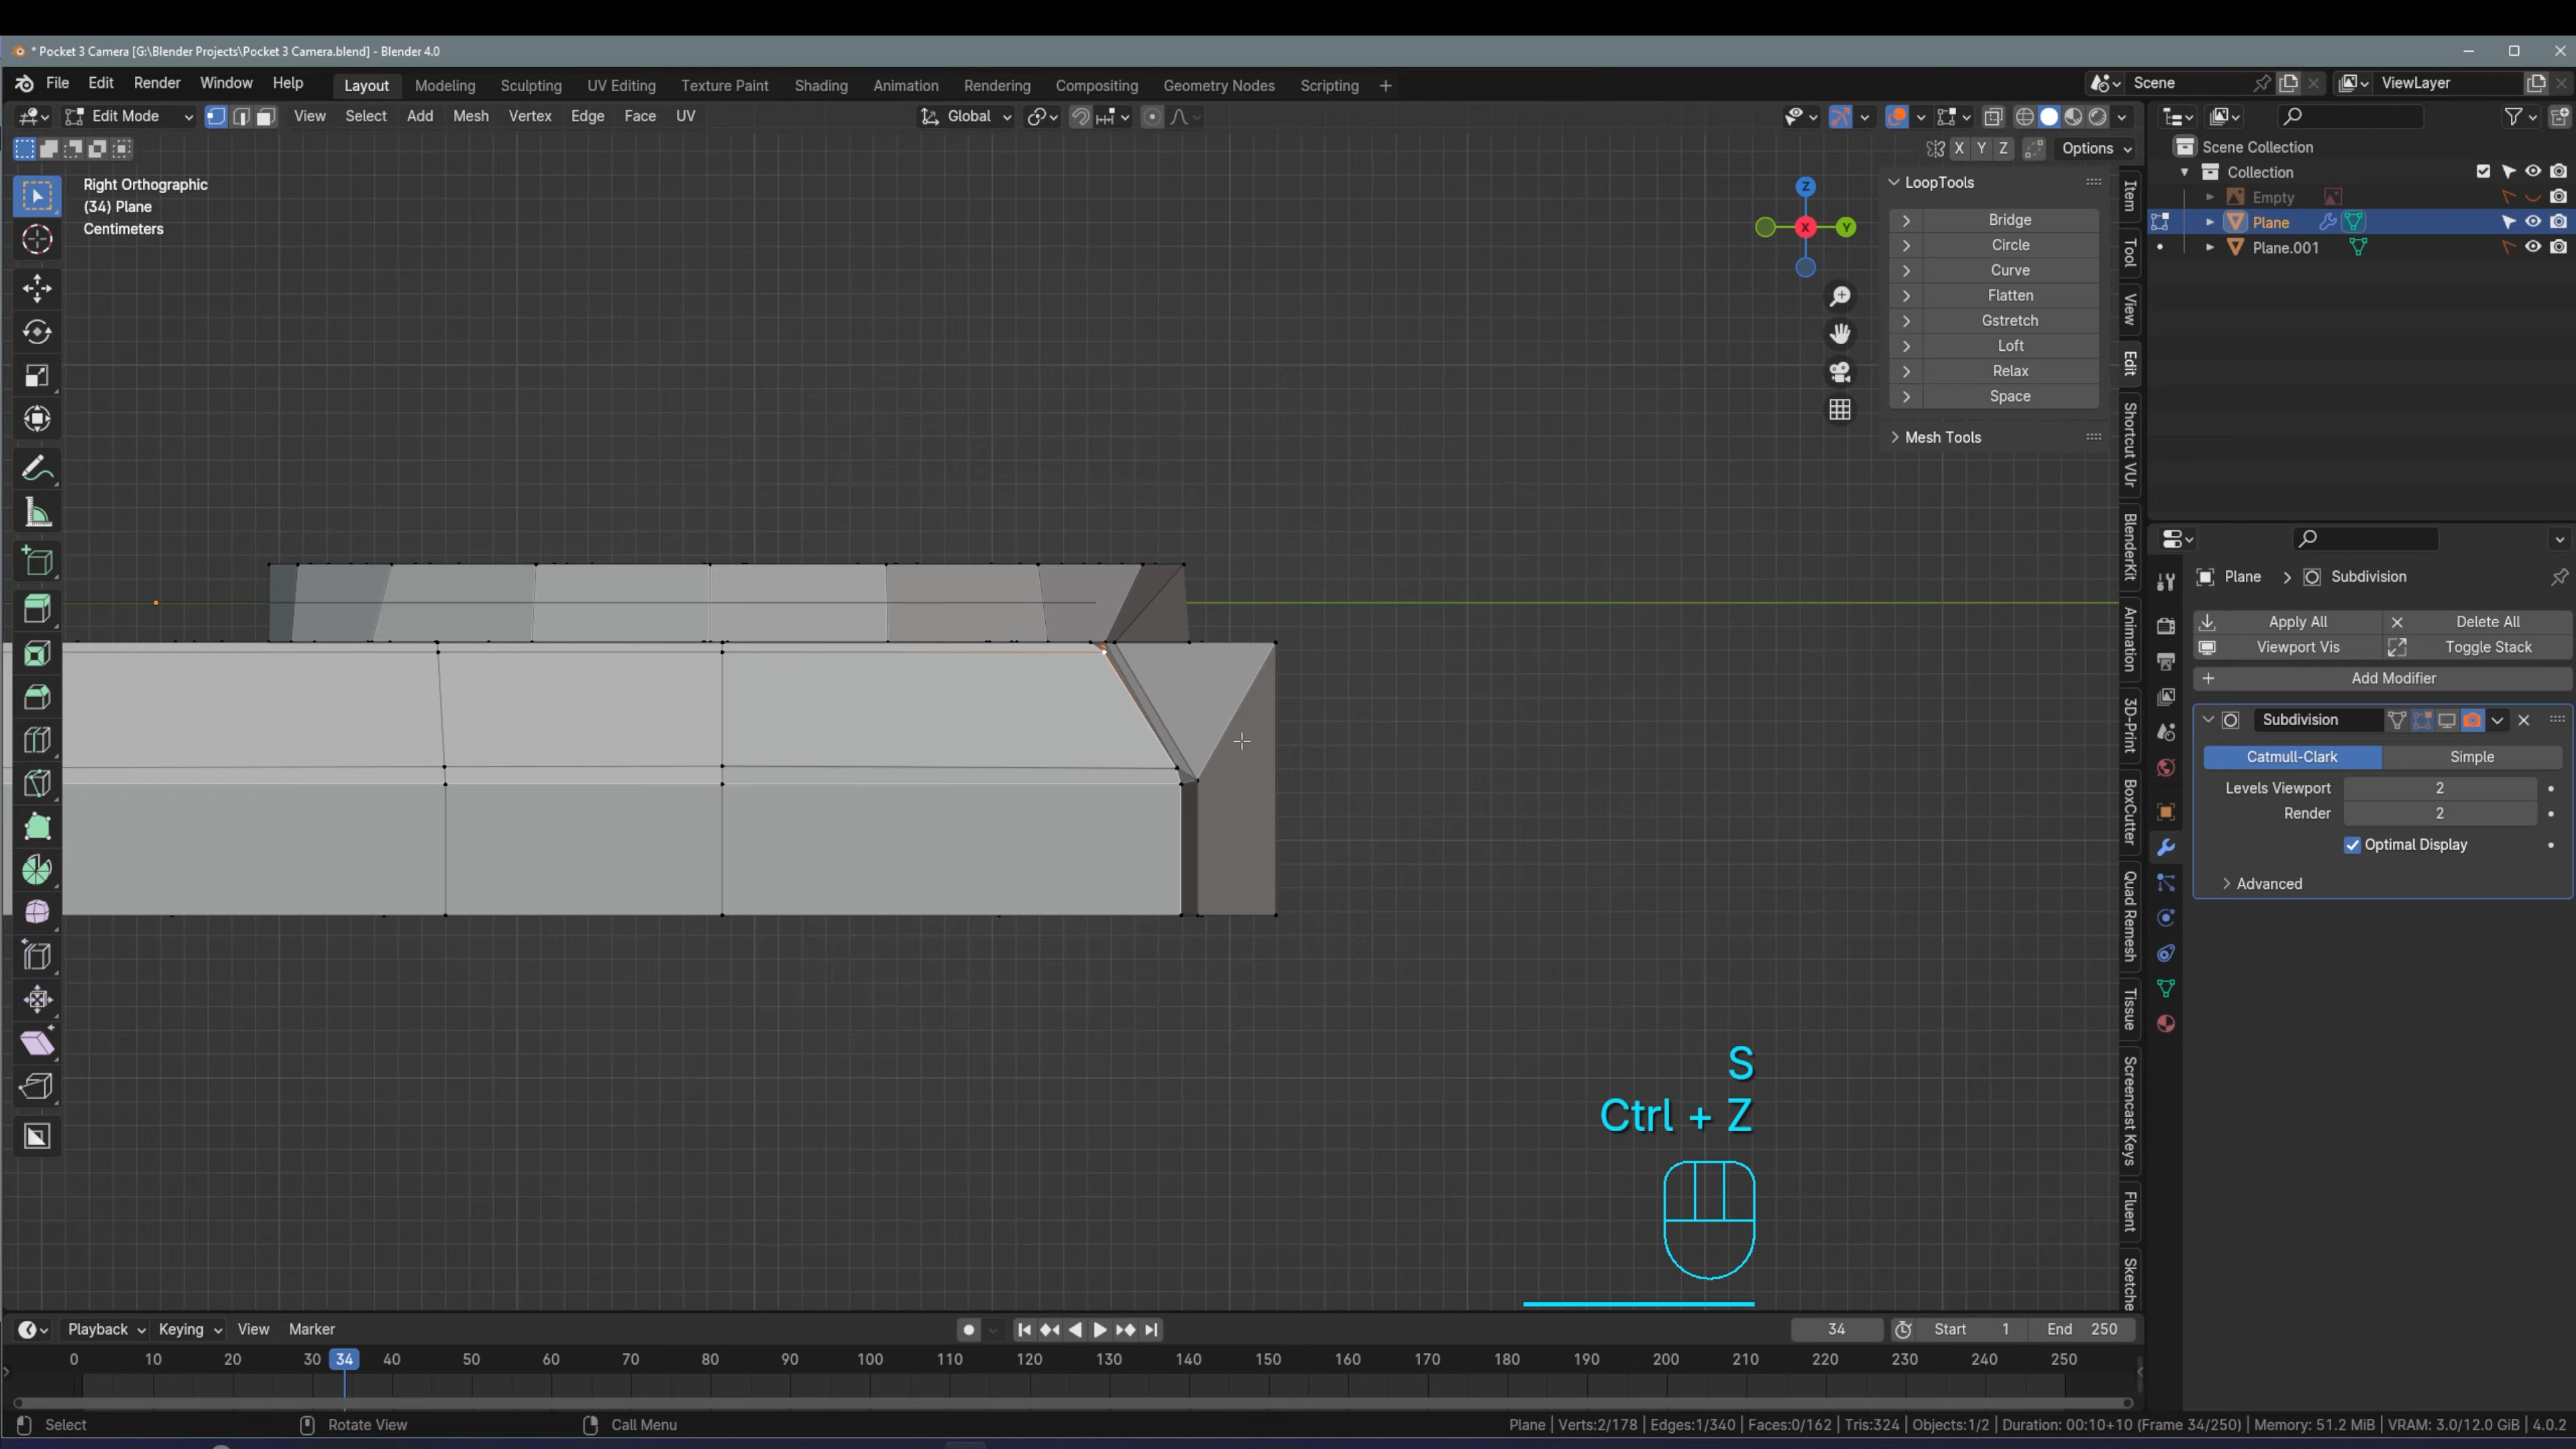 * Pocket 3 Camera [G:\Blender Projects\Pocket 3 Camera.blend] - Blender 4.0
File Edit Render Window Help Layout Modeling Sculpting UV Editing Texture Paint Shading Animation Rendering Compositing Geometry Nodes Scripting + Scene ViewLayer
Edit Mode View Select Add Mesh Vertex Edge Face UV Global
X Y Z Options
Right Orthographic
(34) Plane
Centimeters
Z
X
Y
LoopTools
Bridge
Circle
Curve
Flatten
Gstretch
Loft
Relax
Space
Mesh Tools
Item
Tool
View
Edit
Shortcut VUr
BlenderKit
Animation
3D-Print
BoxCutter
Quad Remesh
Tissue
Screencast Keys
Fluent
Sketche
Scene Collection
Collection
Empty
Plane
Plane.001
Plane > Subdivision
Apply All Delete All
Viewport Vis Toggle Stack
Add Modifier
Subdivision
Catmull-Clark Simple
Levels Viewport 2
Render 2
Optimal Display
Advanced
S
Ctrl + Z
Playback Keying View Marker 34 Start 1 End 250
0 10 20 30 34 40 50 60 70 80 90 100 110 120 130 140 150 160 170 180 190 200 210 220 230 240 250
Select Rotate View Call Menu Plane | Verts:2/178 | Edges:1/340 | Faces:0/162 | Tris:324 | Objects:1/2 | Duration: 00:10+10 (Frame 34/250) | Memory: 51.2 MiB | VRAM: 3.0/12.0 GiB | 4.0.2